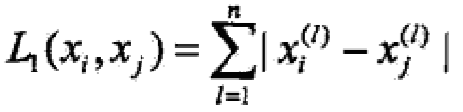 L₁(xᵢ, xⱼ) = ∑ₗ₌₁ⁿ | xᵢ⁽ˡ⁾ − xⱼ⁽ˡ⁾ |